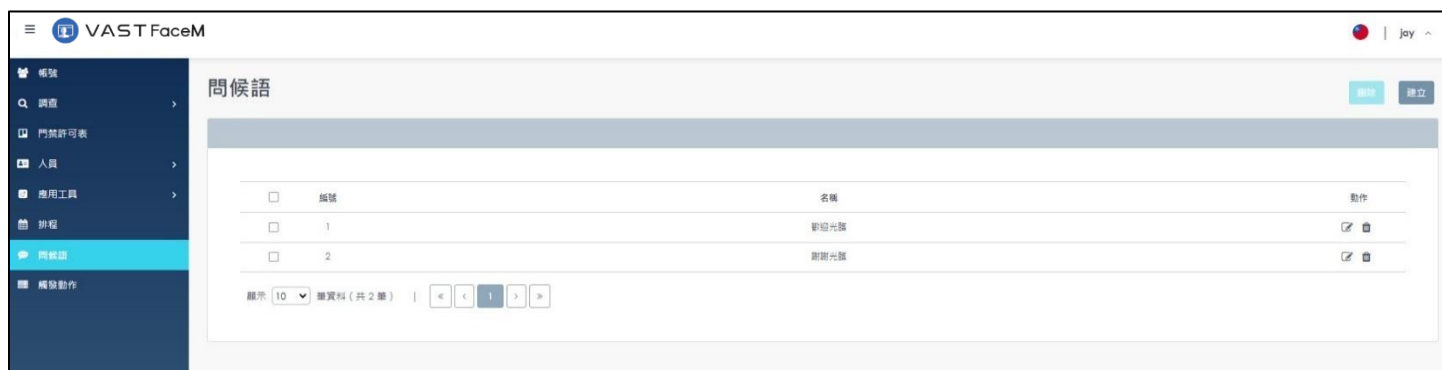 VAST FaceM
jay
帳號
調查
門禁許可表
人員
應用工具
排程
問候語
觸發動作
問候語
刪除
建立
編號 名稱 動作
1 歡迎光臨
2 謝謝光臨
顯示 10 筆資料 ( 共 2 筆 ) | « < 1 > »